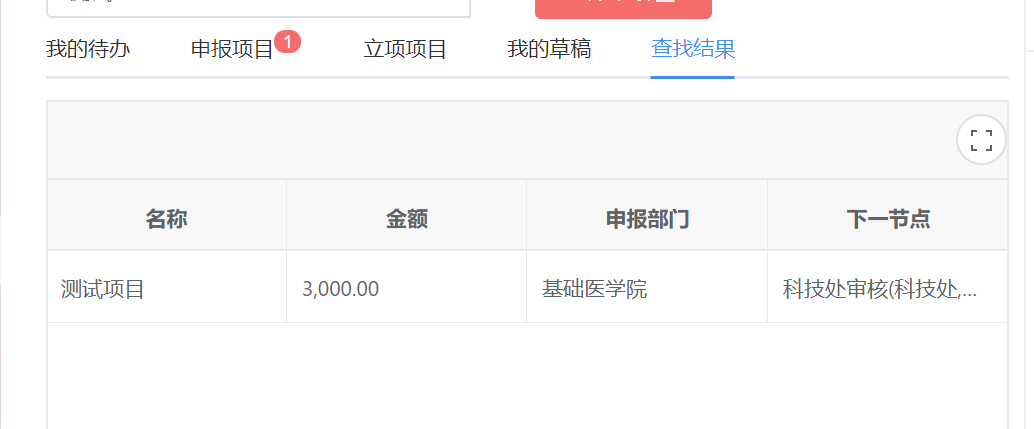 我的待办
申报项目 1
立项项目
我的草稿
查找结果
名称 金额 申报部门 下一节点
测试项目 3,000.00 基础医学院 科技处审核(科技处,...